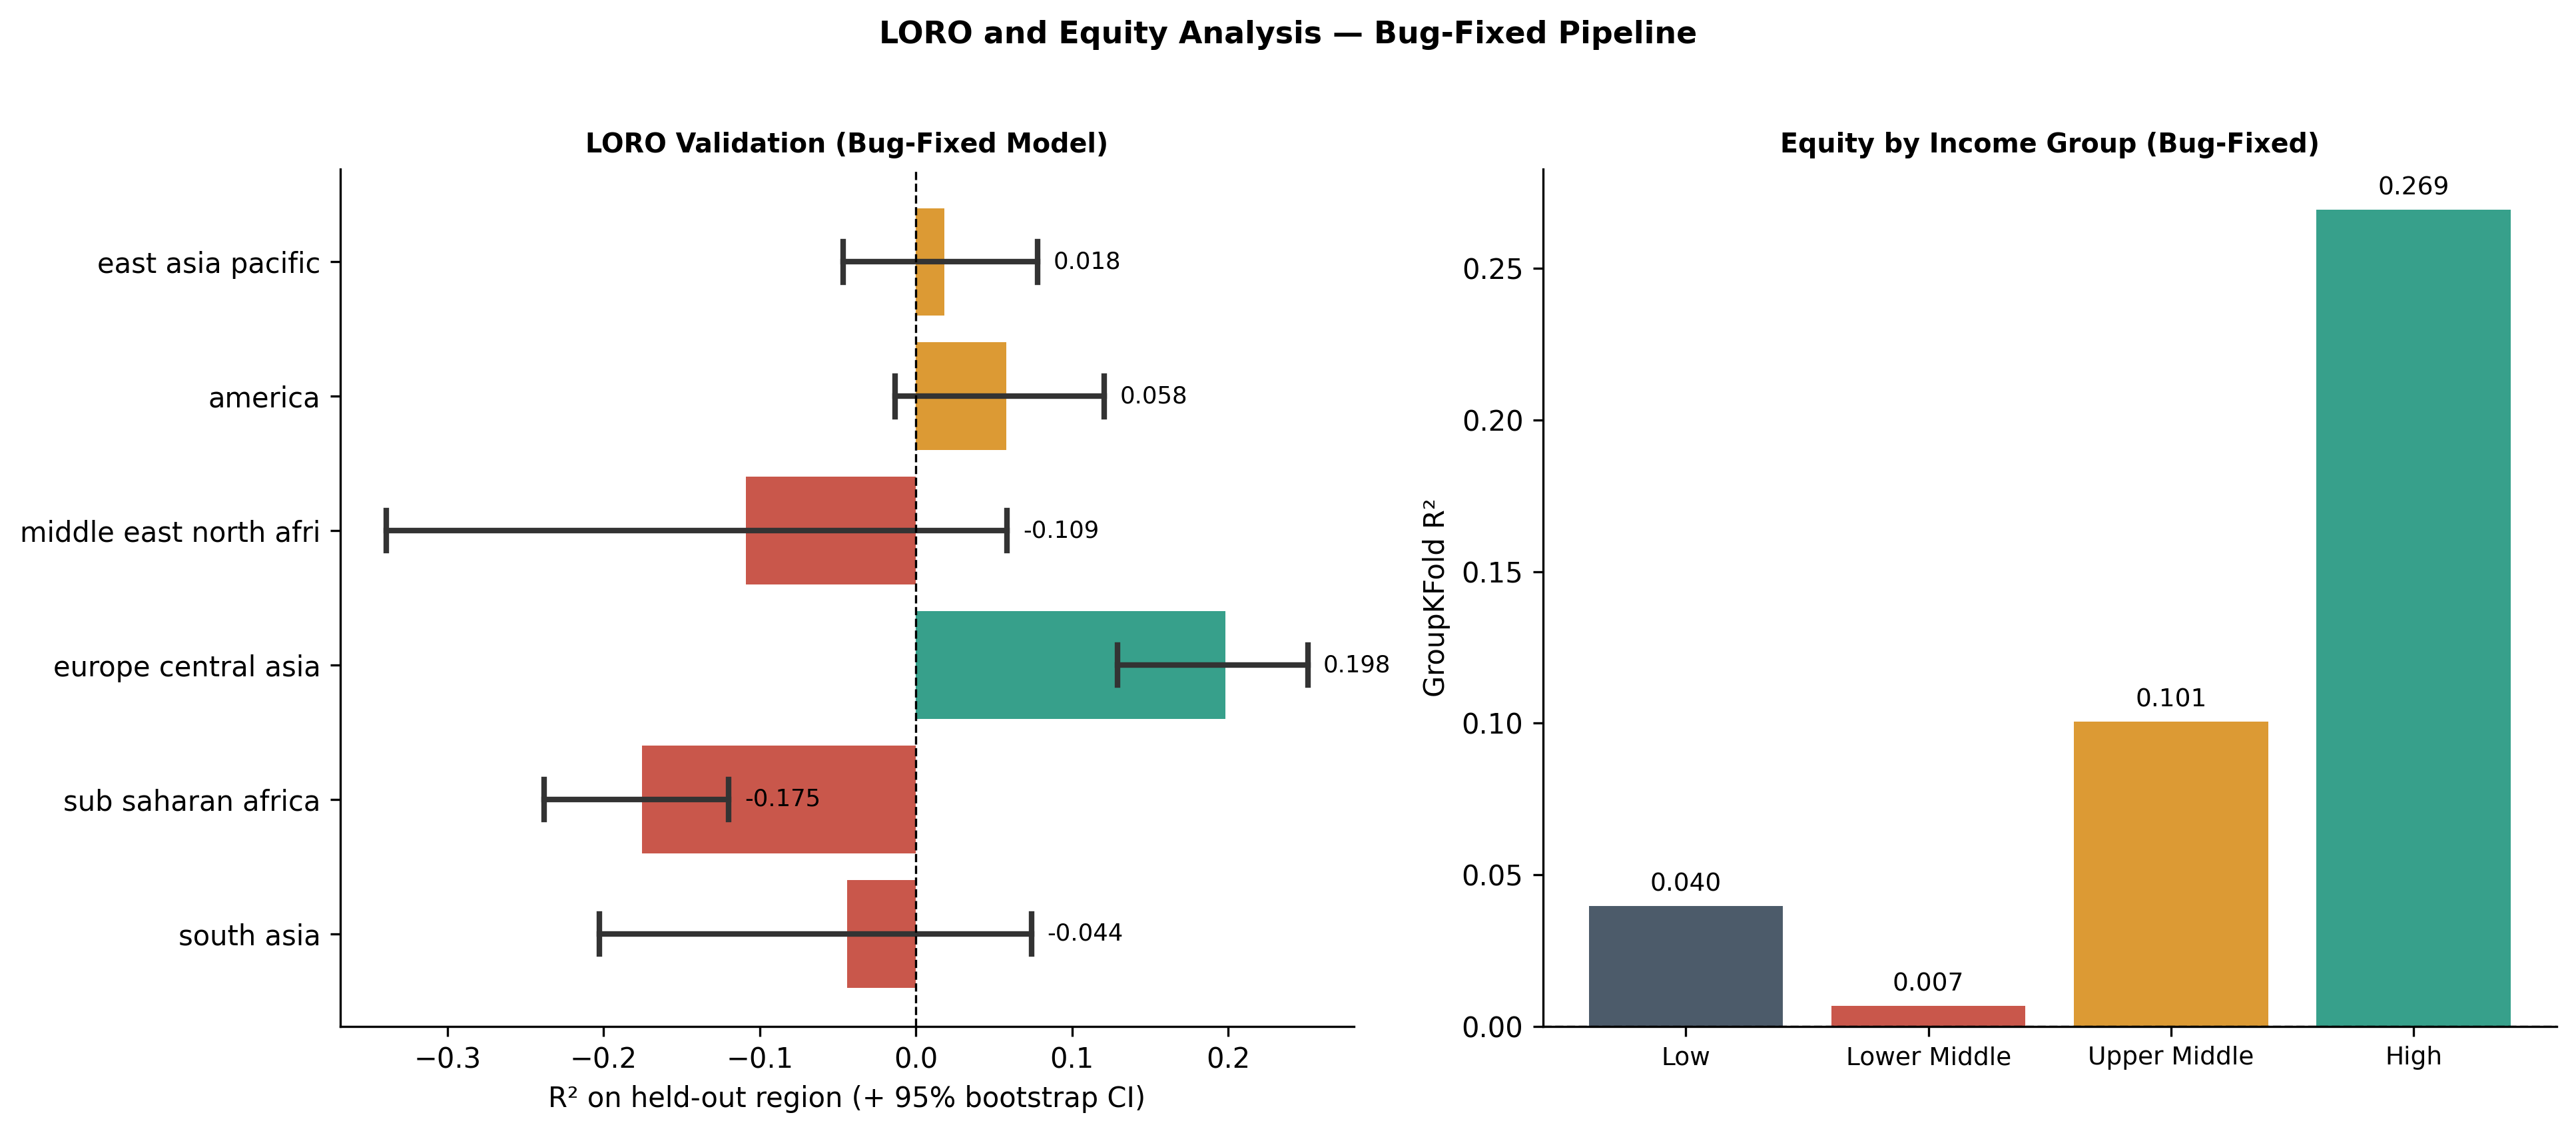 LORO and Equity Analysis — Bug-Fixed Pipeline
LORO Validation (Bug-Fixed Model)
east asia pacific
0.018
america
0.058
middle east north afri
-0.109
europe central asia
0.198
sub saharan africa
-0.175
south asia
-0.044
−0.3 −0.2 −0.1 0.0 0.1 0.2
R² on held-out region (+ 95% bootstrap CI)
Equity by Income Group (Bug-Fixed)
GroupKFold R²
0.25
0.20
0.15
0.10
0.05
0.00
0.040
0.007
0.101
0.269
Low Lower Middle Upper Middle High